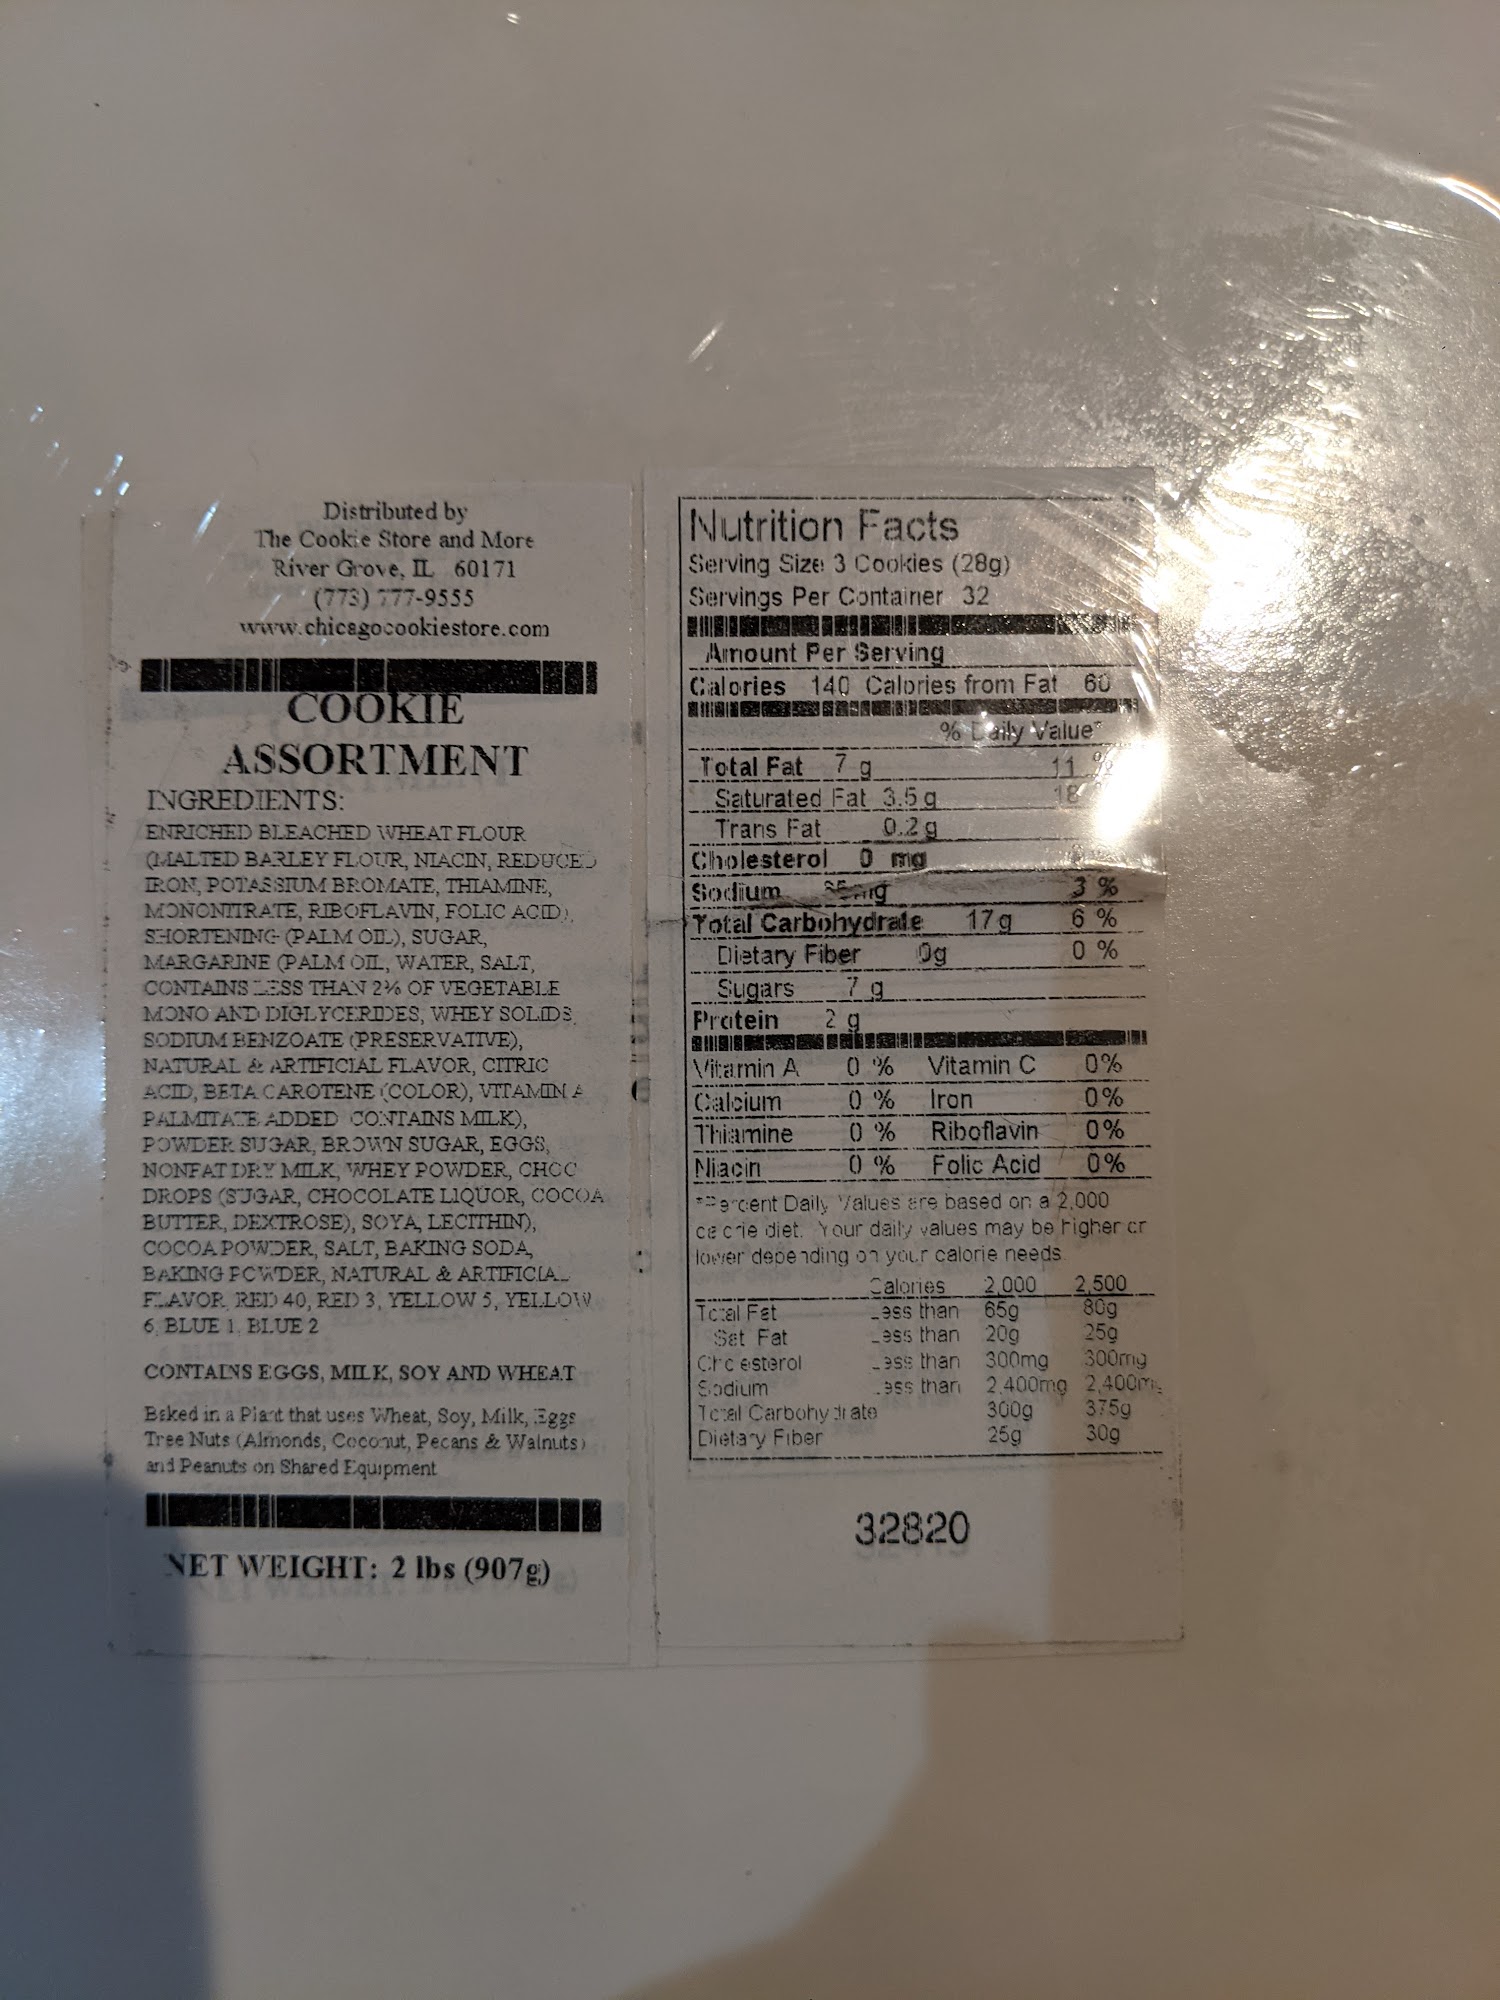 Distributed by
The Cookie Store and More
River Grove, IL 60171
(773) 777-9555
www.chicagocookiestore.com
COOKIE
ASSORTMENT
INGREDIENTS:
ENRICHED BLEACHED WHEAT FLOUR
(MALTED BARLEY FLOUR, NIACIN, REDUCED
IRON, POTASSIUM BROMATE, THIAMINE,
MONONITRATE, RIBOFLAVIN, FOLIC ACID),
SHORTENING (PALM OIL), SUGAR,
MARGARINE (PALM OIL, WATER, SALT,
CONTAINS LESS THAN 2% OF VEGETABLE
MONO AND DIGLYCERIDES, WHEY SOLIDS,
SODIUM BENZOATE (PRESERVATIVE),
NATURAL & ARTIFICIAL FLAVOR, CITRIC
ACID, BETA CAROTENE (COLOR), VITAMIN A
PALMITATE ADDED CONTAINS MILK),
POWDER SUGAR, BROWN SUGAR, EGGS,
NONFAT DRY MILK, WHEY POWDER, CHOC
DROPS (SUGAR, CHOCOLATE LIQUOR, COCOA
BUTTER, DEXTROSE), SOYA, LECITHIN),
COCOA POWDER, SALT, BAKING SODA,
BAKING POWDER, NATURAL & ARTIFICIAL
FLAVOR, RED 40, RED 3, YELLOW 5, YELLOW
6, BLUE 1, BLUE 2
CONTAINS EGGS, MILK, SOY AND WHEAT
Baked in a Plant that uses Wheat, Soy, Milk, Eggs
Tree Nuts (Almonds, Coconut, Pecans & Walnuts)
and Peanuts on Shared Equipment
NET WEIGHT: 2 lbs (907g)
Nutrition Facts
Serving Size 3 Cookies (28g)
Servings Per Container 32
Amount Per Serving
Calories 140 Calories from Fat 60
% Daily Value*
Total Fat 7 g 11 %
Saturated Fat 3.5 g 18
Trans Fat 0.2 g
Cholesterol 0 mg
Sodium 3 %
Total Carbohydrate 17 g 6 %
Dietary Fiber 0g 0 %
Sugars 7 g
Protein 2 g
Vitamin A 0 % Vitamin C 0%
Calcium 0 % Iron 0%
Thiamine 0 % Riboflavin 0%
Niacin 0 % Folic Acid 0%
*Percent Daily Values are based on a 2,000
calorie diet. Your daily values may be higher or
lower depending on your calorie needs.
Calories 2,000 2,500
Total Fat Less than 65g 80g
Sat Fat Less than 20g 25g
Cholesterol Less than 300mg 300mg
Sodium Less than 2,400mg 2,400mg
Total Carbohydrate 300g 375g
Dietary Fiber 25g 30g
32820